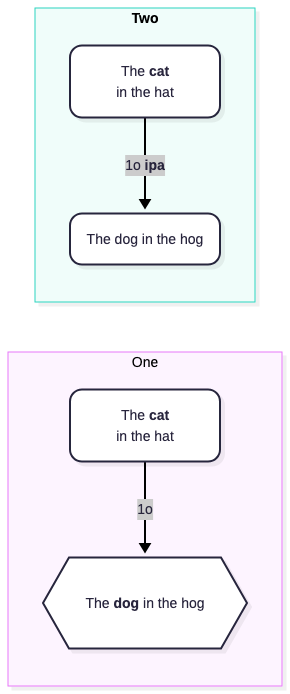 Two
The cat
in the hat
1o ipa
The dog in the hog
One
The cat
in the hat
1o
The dog in the hog